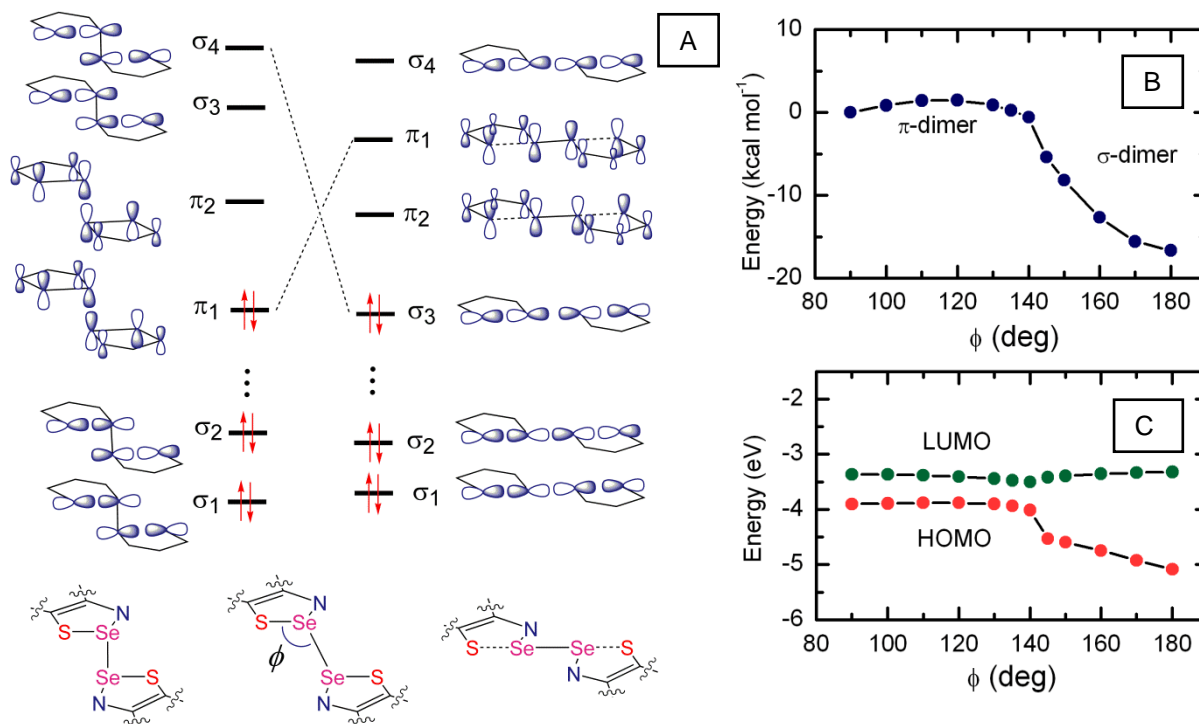 A
σ4
σ3
π2
π1
σ2
σ1
σ4
π1
π2
σ3
σ2
σ1
S
Se
N
Se
S
N
S
Se
N
ϕ
Se
S
N
S
N
Se
Se
S
N
B
10
0
-10
-20
Energy (kcal mol-1)
π-dimer
σ-dimer
80 100 120 140 160 180
ϕ (deg)
C
-2
-3
-4
-5
-6
Energy (eV)
LUMO
HOMO
80 100 120 140 160 180
ϕ (deg)